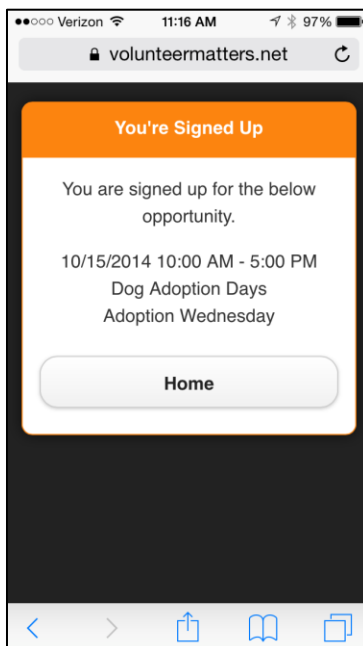 Verizon 11:16 AM 97%
volunteermatters.net
You're Signed Up
You are signed up for the below
opportunity.
10/15/2014 10:00 AM - 5:00 PM
Dog Adoption Days
Adoption Wednesday
Home